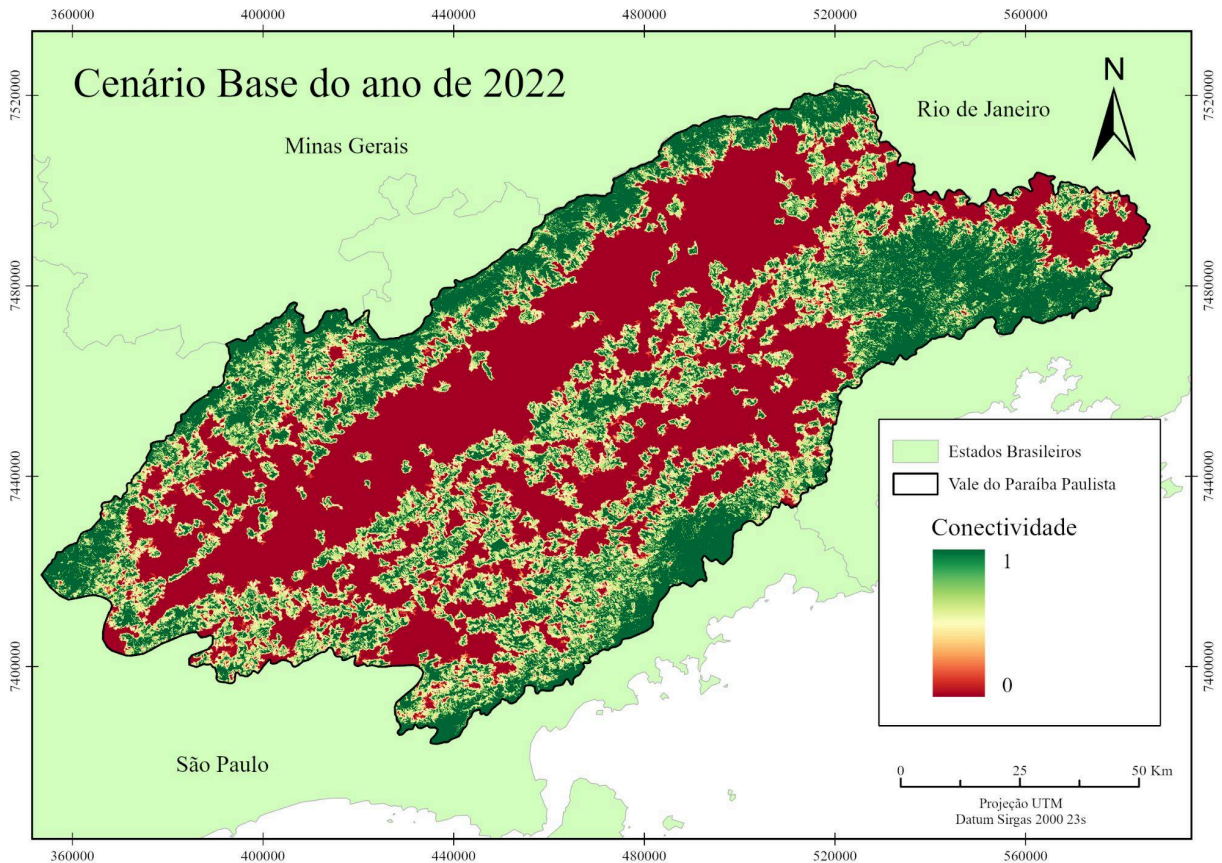 360000 400000 440000 480000 520000 560000
Cenário Base do ano de 2022
N
Rio de Janeiro
Minas Gerais
7520000 7520000
7480000 7480000
7440000 7440000
7400000 7400000
Estados Brasileiros
Vale do Paraíba Paulista
Conectividade
1
0
São Paulo
0 25 50 Km
Projeção UTM
Datum Sirgas 2000 23s
360000 400000 440000 480000 520000 560000